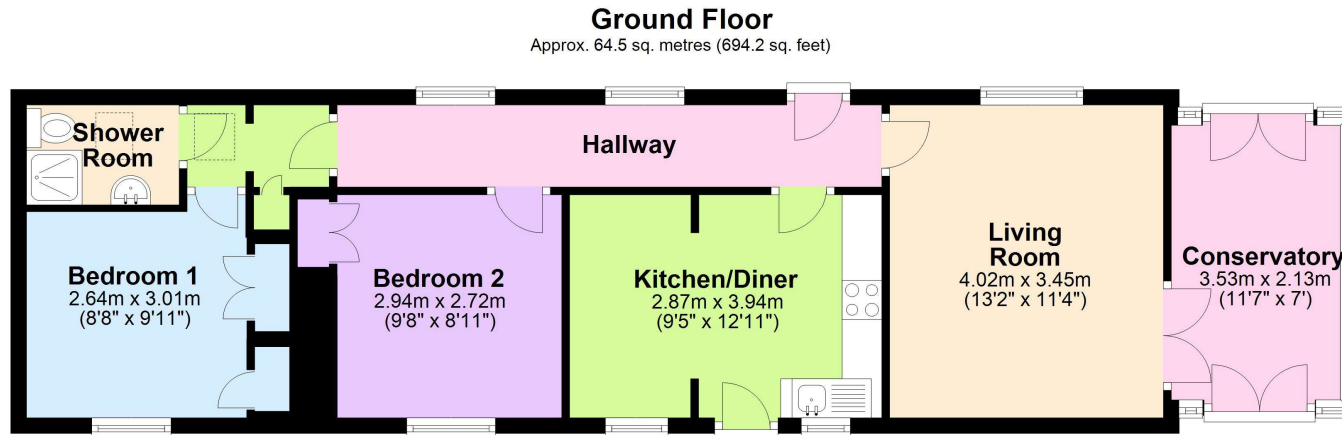 Ground Floor
Approx. 64.5 sq. metres (694.2 sq. feet)
Shower
Room
Hallway
Bedroom 1
2.64m x 3.01m
(8'8" x 9'11")
Bedroom 2
2.94m x 2.72m
(9'8" x 8'11")
Kitchen/Diner
2.87m x 3.94m
(9'5" x 12'11")
Living
Room
4.02m x 3.45m
(13'2" x 11'4")
Conservatory
3.53m x 2.13m
(11'7" x 7')